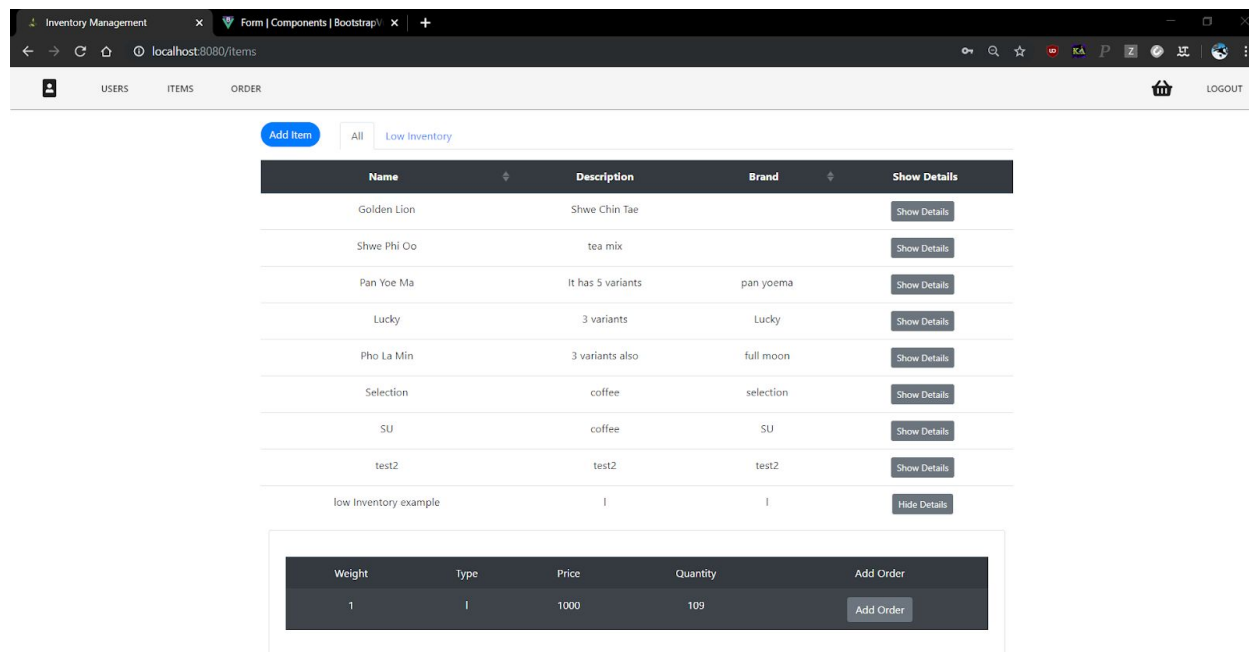 Inventory Management
Form | Components | BootstrapV
localhost:8080/items
USERS ITEMS ORDER LOGOUT
Add Item All Low Inventory
Name Description Brand Show Details
Golden Lion Shwe Chin Tae Show Details
Shwe Phi Oo tea mix Show Details
Pan Yoe Ma It has 5 variants pan yoema Show Details
Lucky 3 variants Lucky Show Details
Pho La Min 3 variants also full moon Show Details
Selection coffee selection Show Details
SU coffee SU Show Details
test2 test2 test2 Show Details
low Inventory example l l Hide Details
Weight Type Price Quantity Add Order
1 l 1000 109 Add Order